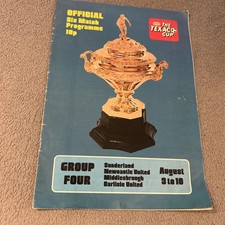 OFFICIAL
Six Match
Programme
10p
THE
TEXACO
CUP
GROUP
FOUR
Sunderland
Newcastle United
Middlesbrough
Carlisle United
August
3 to 10